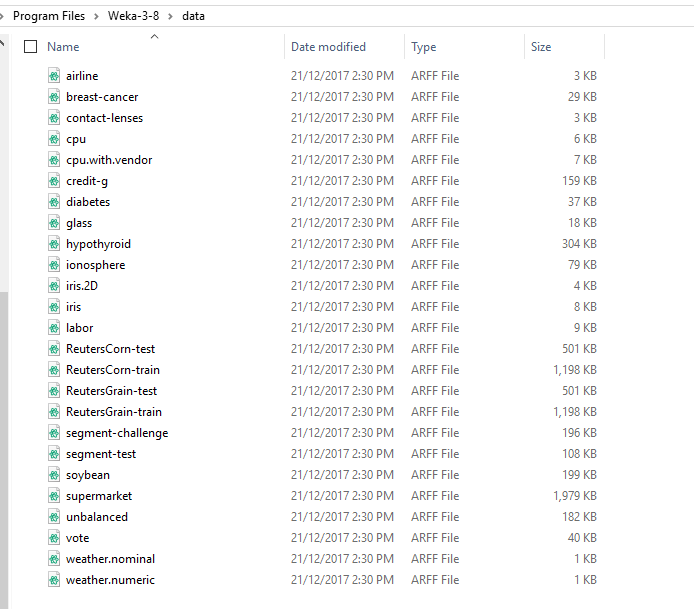 Program Files > Weka-3-8 > data
Name Date modified Type Size
airline 21/12/2017 2:30 PM ARFF File 3 KB
breast-cancer 21/12/2017 2:30 PM ARFF File 29 KB
contact-lenses 21/12/2017 2:30 PM ARFF File 3 KB
cpu 21/12/2017 2:30 PM ARFF File 6 KB
cpu.with.vendor 21/12/2017 2:30 PM ARFF File 7 KB
credit-g 21/12/2017 2:30 PM ARFF File 159 KB
diabetes 21/12/2017 2:30 PM ARFF File 37 KB
glass 21/12/2017 2:30 PM ARFF File 18 KB
hypothyroid 21/12/2017 2:30 PM ARFF File 304 KB
ionosphere 21/12/2017 2:30 PM ARFF File 79 KB
iris.2D 21/12/2017 2:30 PM ARFF File 4 KB
iris 21/12/2017 2:30 PM ARFF File 8 KB
labor 21/12/2017 2:30 PM ARFF File 9 KB
ReutersCorn-test 21/12/2017 2:30 PM ARFF File 501 KB
ReutersCorn-train 21/12/2017 2:30 PM ARFF File 1,198 KB
ReutersGrain-test 21/12/2017 2:30 PM ARFF File 501 KB
ReutersGrain-train 21/12/2017 2:30 PM ARFF File 1,198 KB
segment-challenge 21/12/2017 2:30 PM ARFF File 196 KB
segment-test 21/12/2017 2:30 PM ARFF File 108 KB
soybean 21/12/2017 2:30 PM ARFF File 199 KB
supermarket 21/12/2017 2:30 PM ARFF File 1,979 KB
unbalanced 21/12/2017 2:30 PM ARFF File 182 KB
vote 21/12/2017 2:30 PM ARFF File 40 KB
weather.nominal 21/12/2017 2:30 PM ARFF File 1 KB
weather.numeric 21/12/2017 2:30 PM ARFF File 1 KB